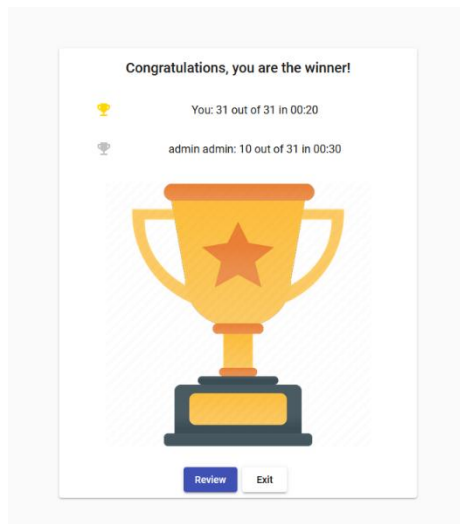 Congratulations, you are the winner!
You: 31 out of 31 in 00:20
admin admin: 10 out of 31 in 00:30
Review Exit